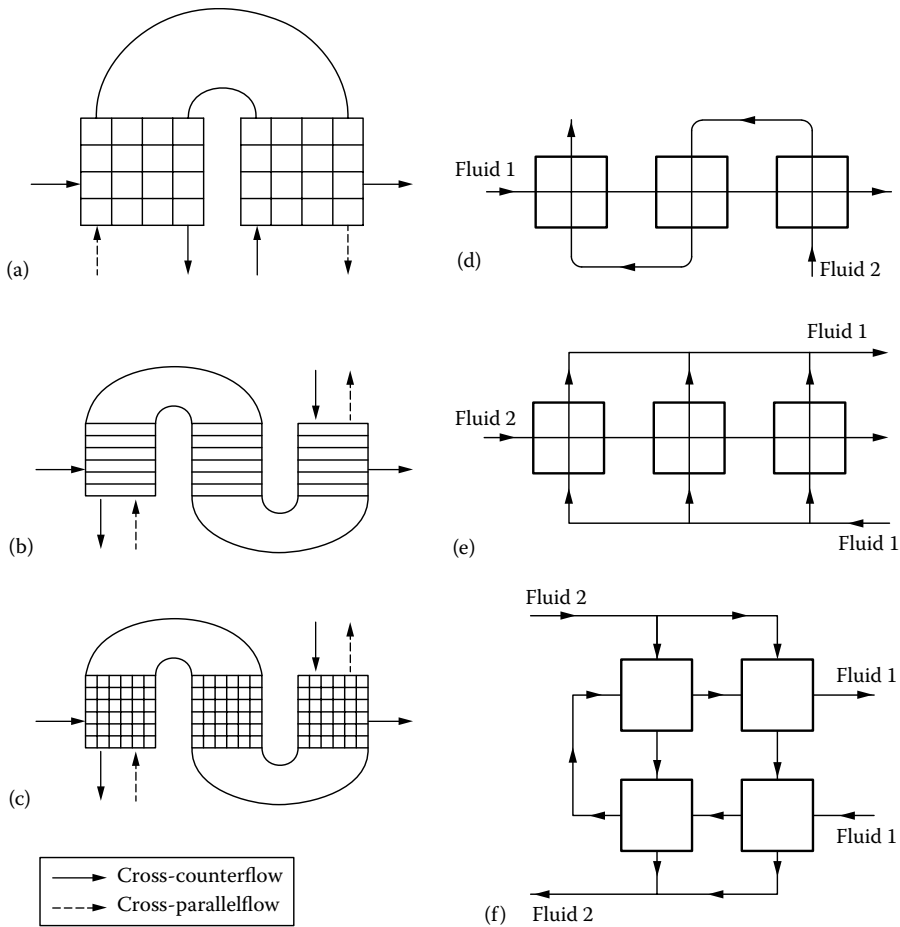 (a)
(b)
(c)
Cross-counterflow
Cross-parallelflow
Fluid 1
(d)
Fluid 2
Fluid 1
Fluid 2
(e)
Fluid 1
Fluid 2
Fluid 1
Fluid 1
(f)
Fluid 2